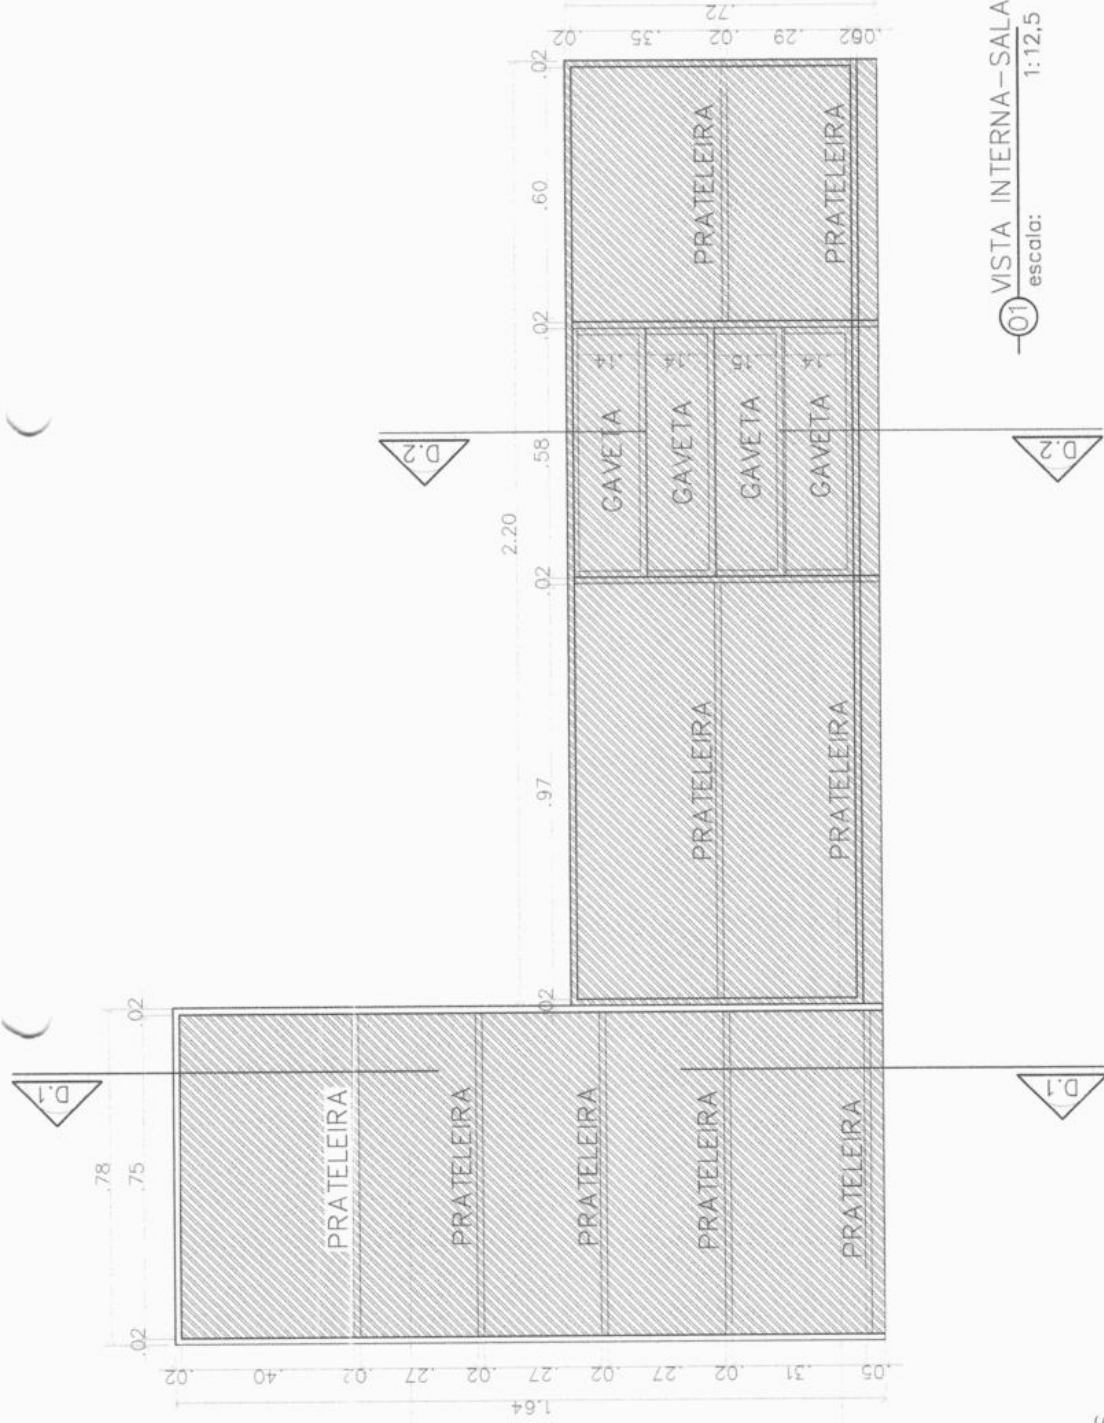 .78
.75
.02
.02
D.1
PRATELEIRA
PRATELEIRA
PRATELEIRA
PRATELEIRA
PRATELEIRA
D.1
.02
.40
.02
.27
.02
.27
.02
.27
.02
.31
.05
1.64
2.20
.02
.97
.02
.58
.02
.60
.02
D.2
PRATELEIRA
PRATELEIRA
GAVETA
.14
GAVETA
.14
GAVETA
.15
GAVETA
.14
D.2
PRATELEIRA
PRATELEIRA
.02
.35
.02
.29
.02
.05
.72
01
VISTA INTERNA-SALA
escala:
1:12,5